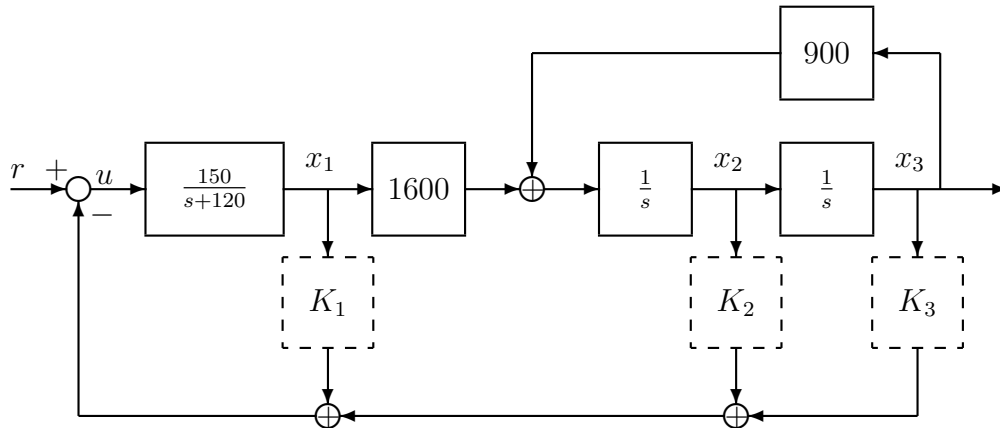 900
r + u 150/(s+120) x₁ 1600 + 1/s x₂ 1/s x₃
−
K₁ K₂ K₃
+ +